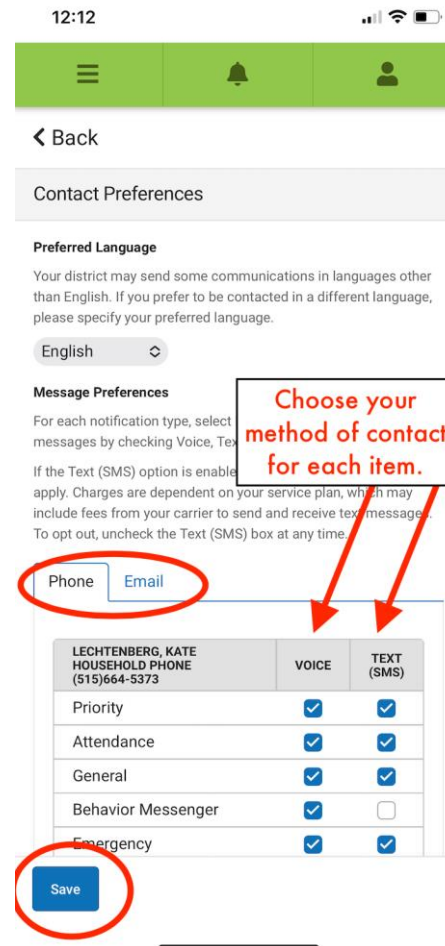 12:12
Back
Contact Preferences
Preferred Language
Your district may send some communications in languages other
than English. If you prefer to be contacted in a different language,
please specify your preferred language.
English
Message Preferences
For each notification type, select
messages by checking Voice,
Choose your
method of contact
for each item.
If the Text (SMS) option is
apply. Charges are dependent on your service plan, which may
include fees from your carrier to send and receive text messages.
To opt out, uncheck the Text (SMS) box at any time.
Phone Email
LECHTENBERG, KATE
HOUSEHOLD PHONE
(515)664-5373
VOICE
TEXT
(SMS)
Priority
Attendance
General
Behavior Messenger
Emergency
Save